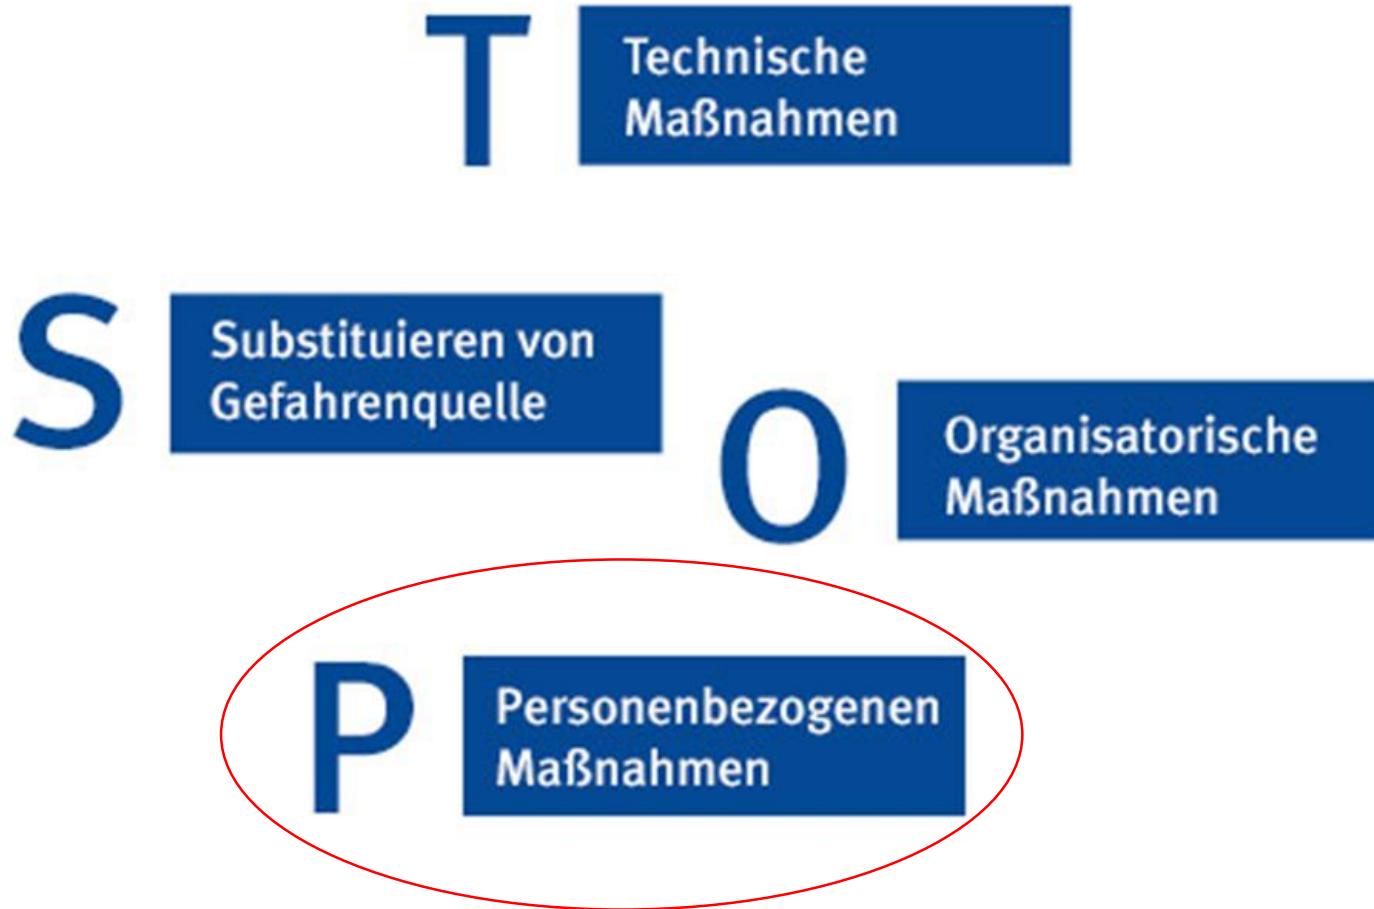 T
Technische
Maßnahmen
S
Substituieren von
Gefahrenquelle
O
Organisatorische
Maßnahmen
P
Personenbezogenen
Maßnahmen